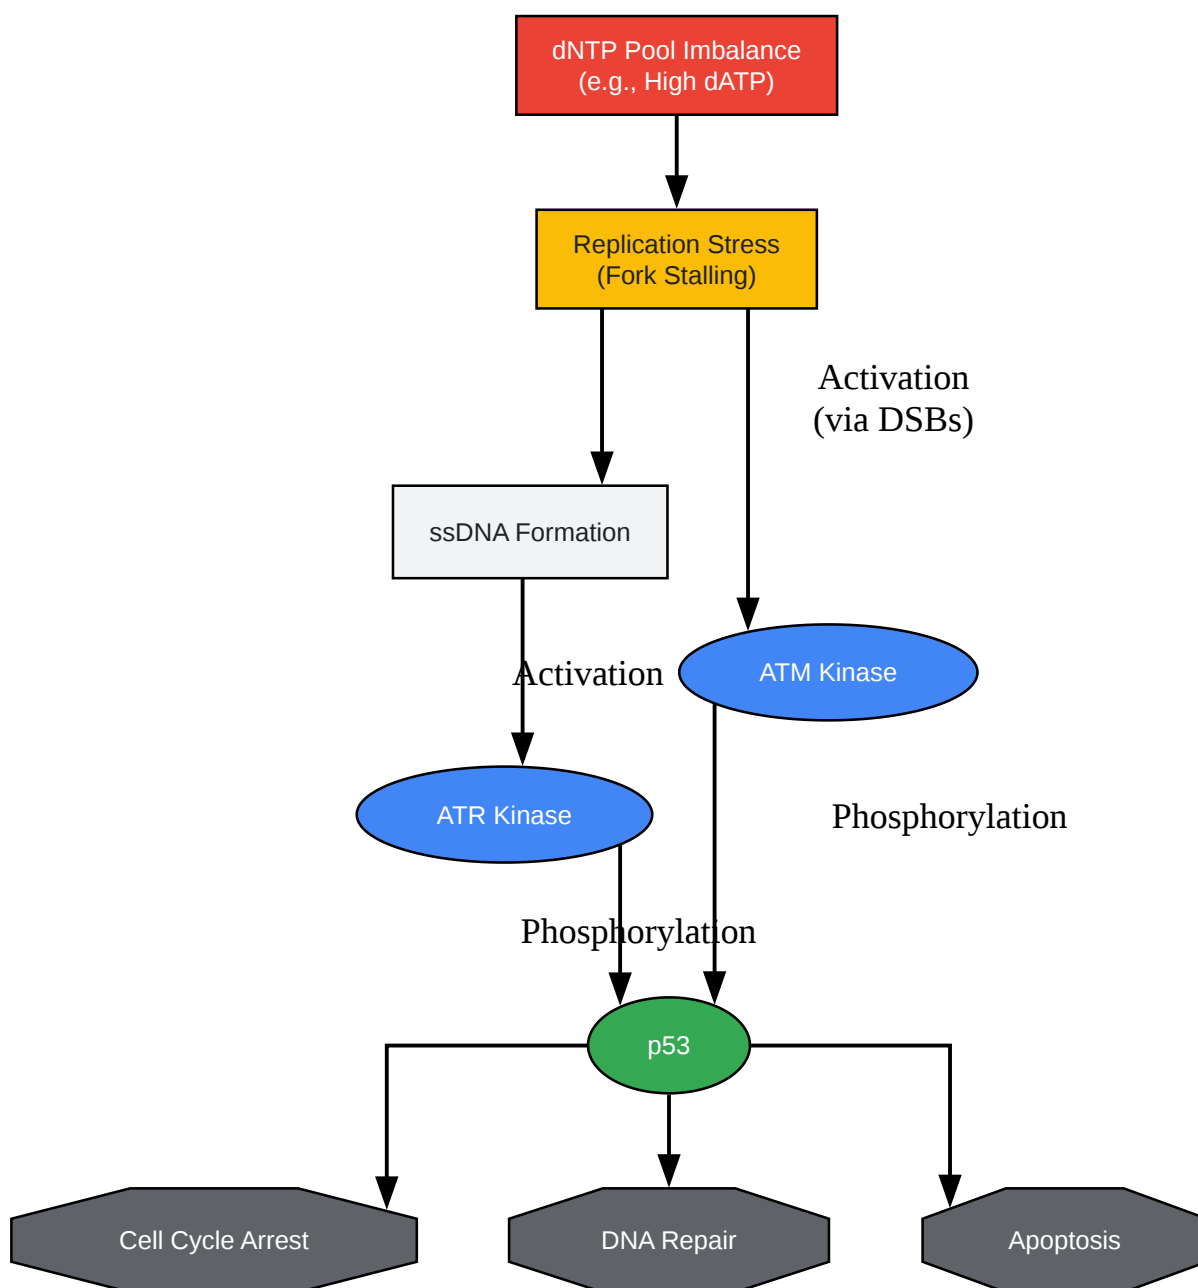 dNTP Pool Imbalance
(e.g., High dATP)
Replication Stress
(Fork Stalling)
Activation
(via DSBs)
ssDNA Formation
Activation
ATM Kinase
ATR Kinase
Phosphorylation
Phosphorylation
p53
Cell Cycle Arrest
DNA Repair
Apoptosis